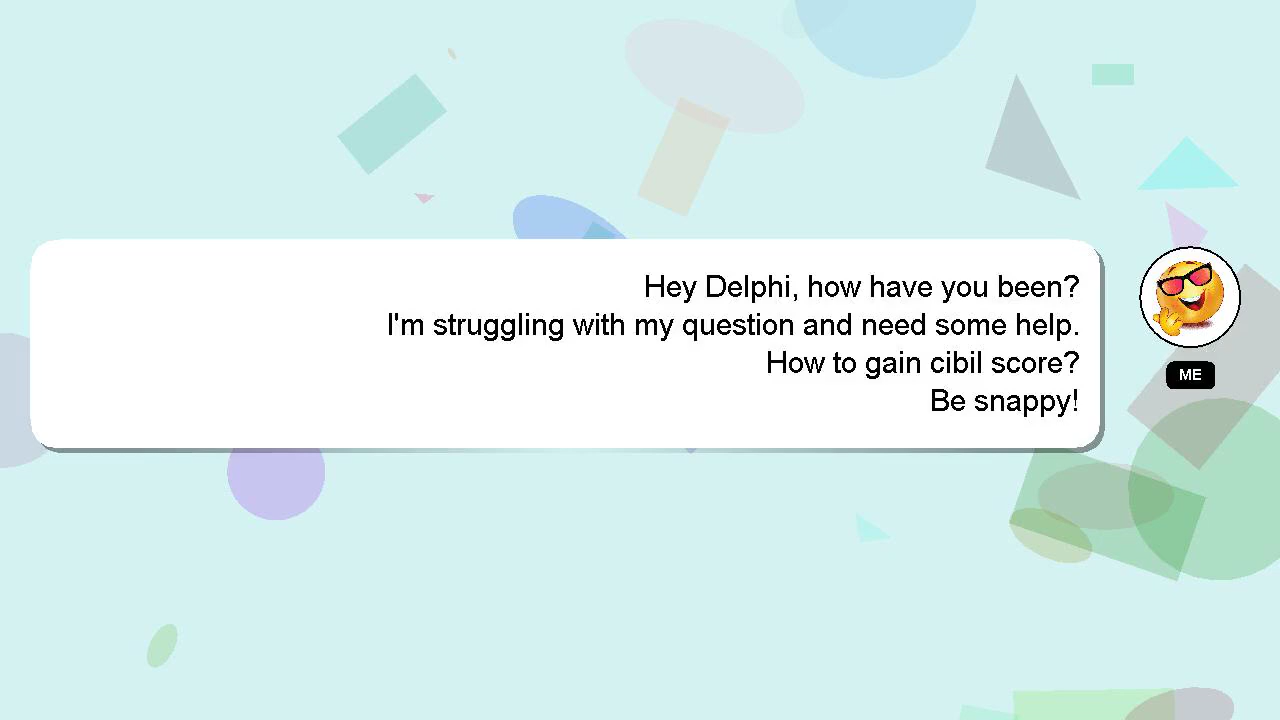 Hey Delphi, how have you been?
I'm struggling with my question and need some help.
How to gain cibil score?
Be snappy!
ME